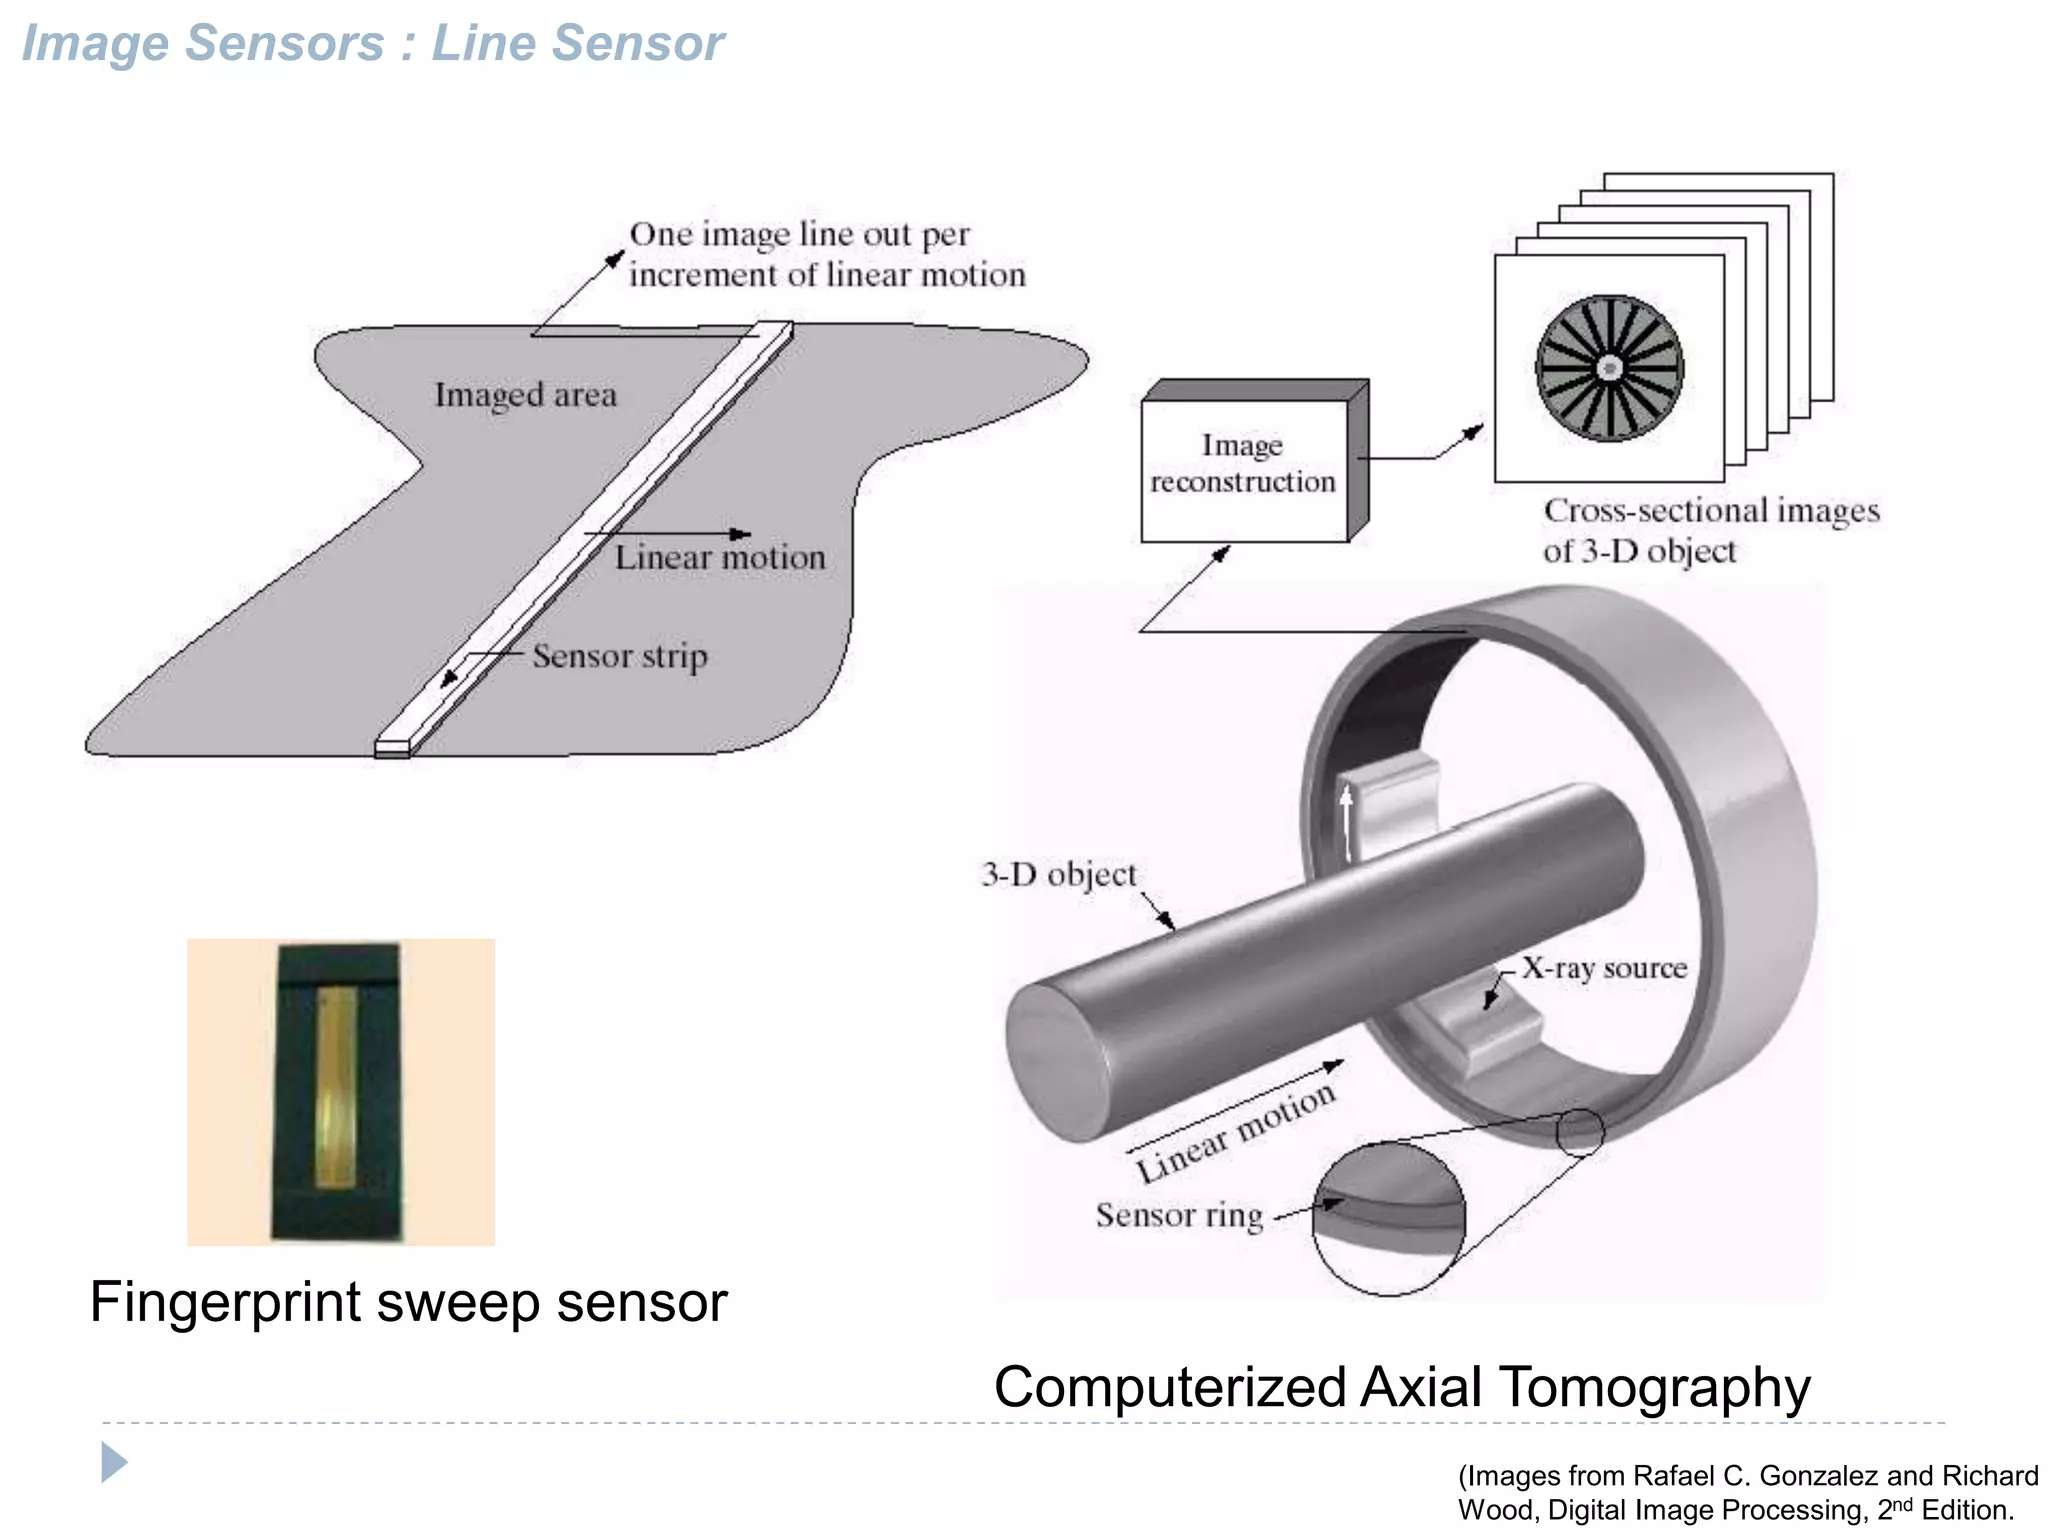 Image Sensors : Line Sensor
One image line out per
increment of linear motion
Imaged area
Linear motion
Sensor strip
Image
reconstruction
Cross-sectional images
of 3-D object
3-D object
X-ray source
Linear motion
Sensor ring
Fingerprint sweep sensor
Computerized Axial Tomography
(Images from Rafael C. Gonzalez and Richard
Wood, Digital Image Processing, 2nd Edition.